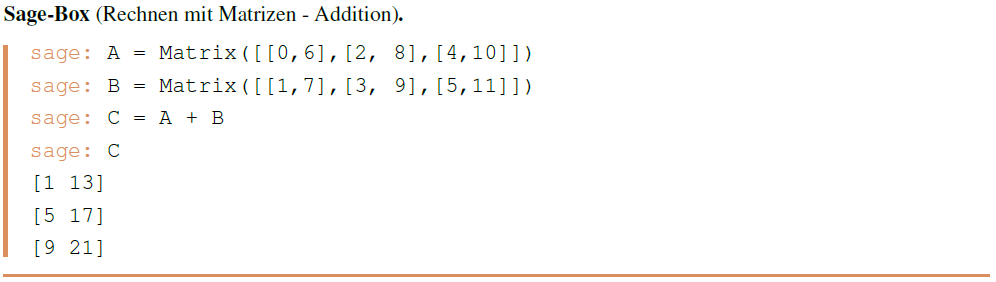 Sage-Box (Rechnen mit Matrizen - Addition).
sage: A = Matrix([[0,6],[2, 8],[4,10]])
sage: B = Matrix([[1,7],[3, 9],[5,11]])
sage: C = A + B
sage: C
[1 13]
[5 17]
[9 21]